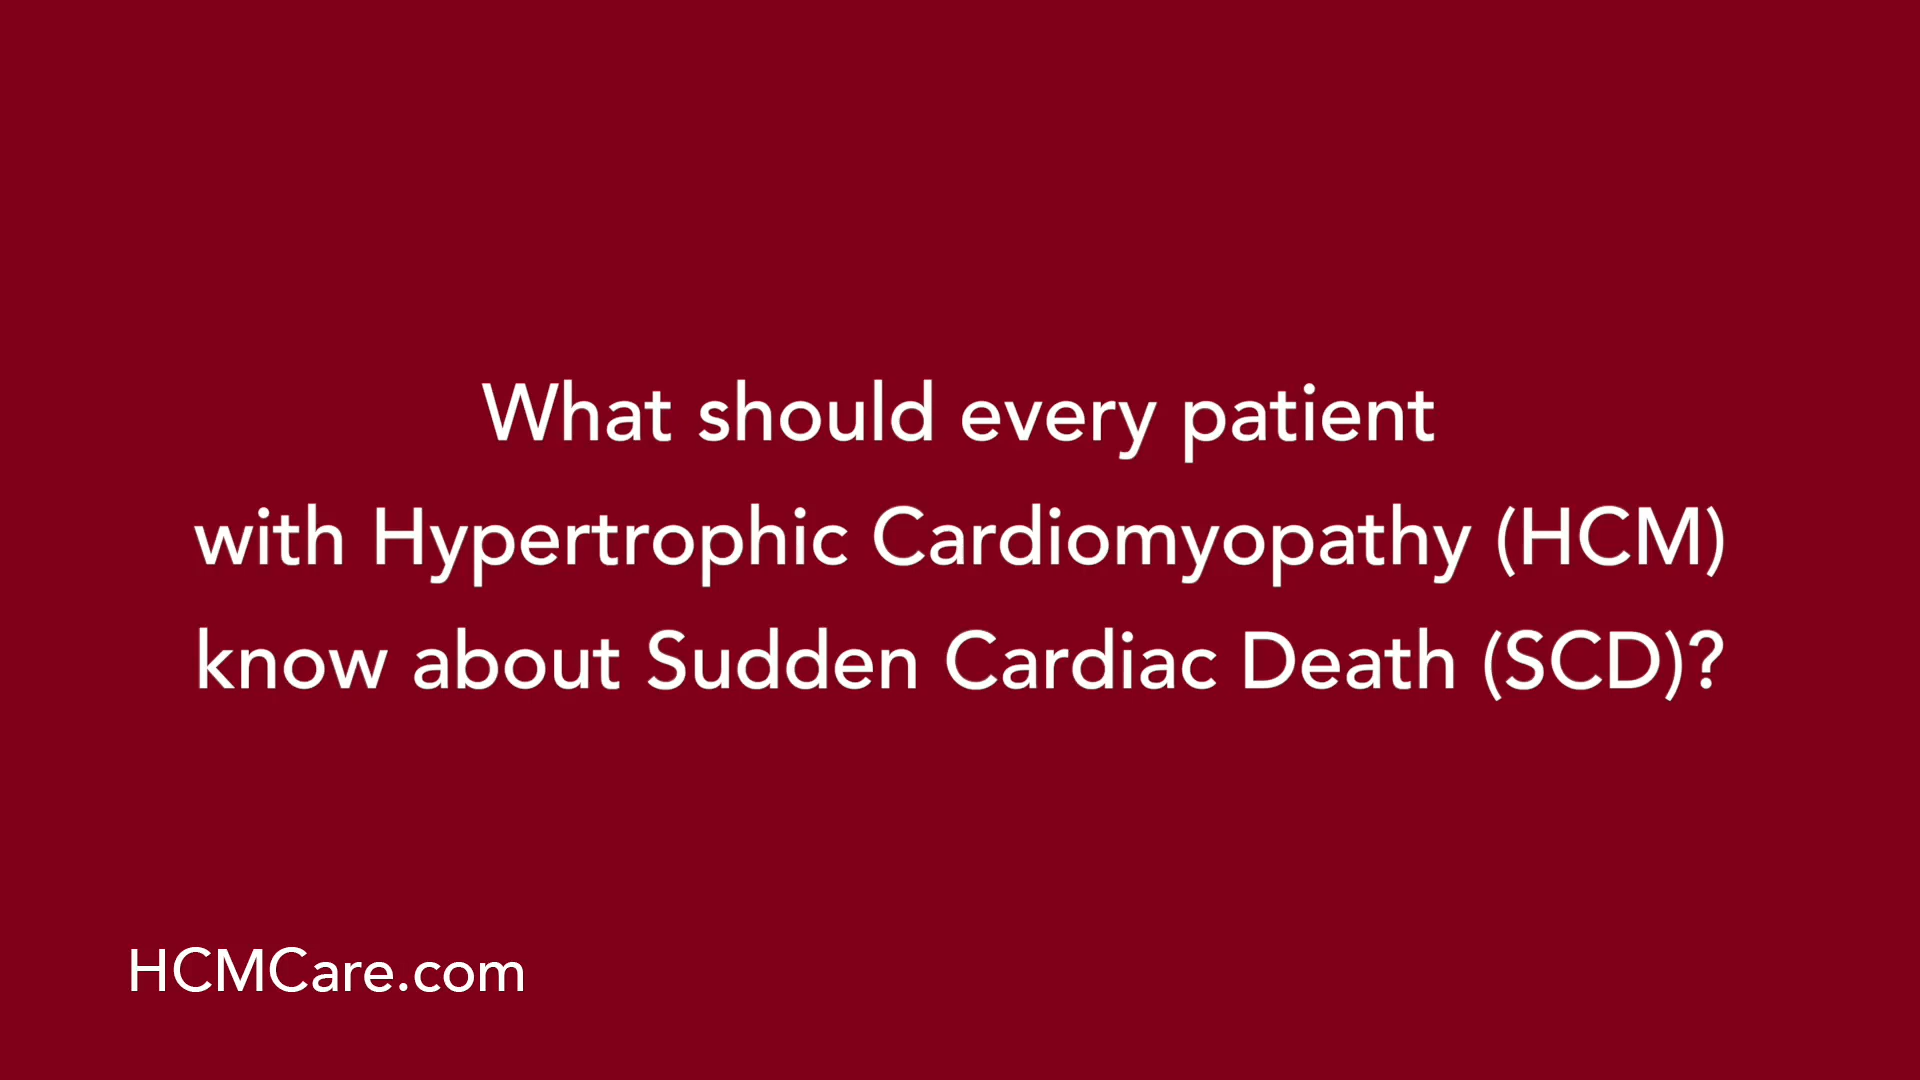 What should every patient
with Hypertrophic Cardiomyopathy (HCM)
know about Sudden Cardiac Death (SCD)?
HCMCare.com